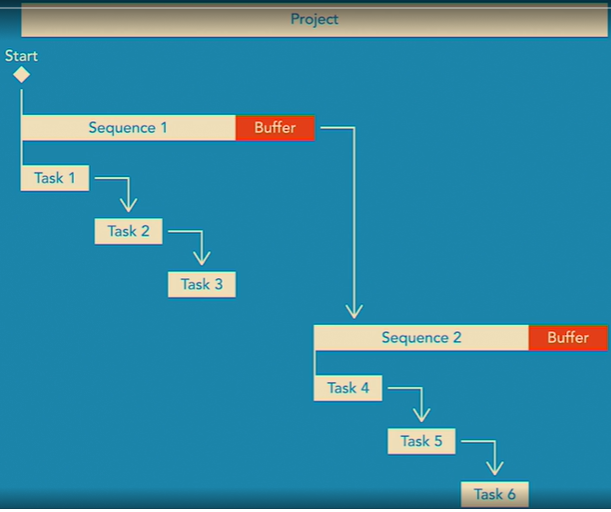 Project
Start
Sequence 1
Buffer
Task 1
Task 2
Task 3
Sequence 2
Buffer
Task 4
Task 5
Task 6